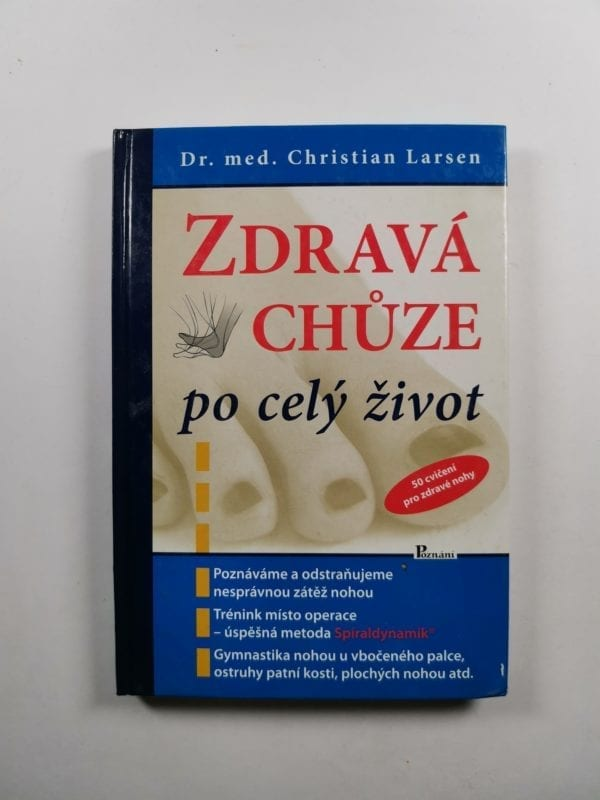 Dr. med. Christian Larsen
ZDRAVÁ
CHŮZE
po celý život
50 cvičení
pro zdravé nohy
Poznání
Poznáváme a odstraňujeme
nesprávnou zátěž nohou
Trénink místo operace
– úspěšná metoda Spiraldynamik®
Gymnastika nohou u vbočeného palce,
ostruhy patní kosti, plochých nohou atd.